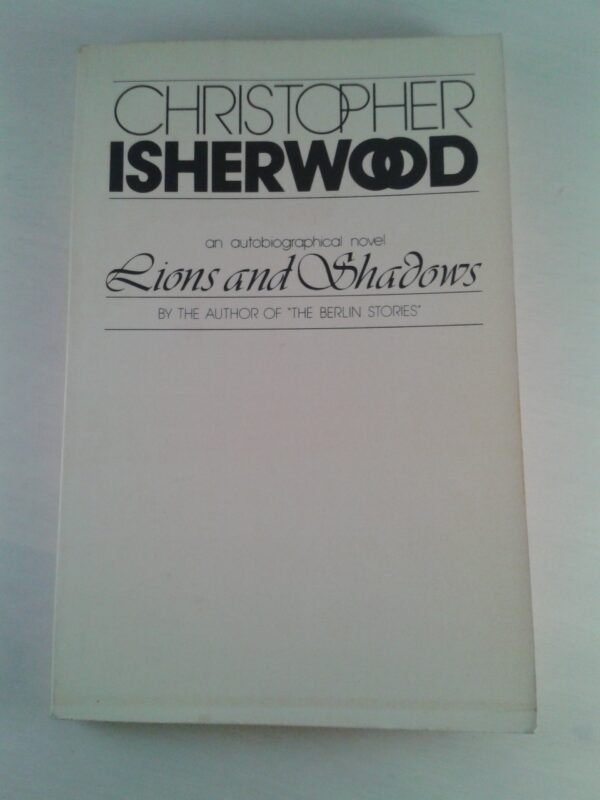 CHRISTOPHER
ISHERWOOD
an autobiographical novel
Lions and Shadows
BY THE AUTHOR OF "THE BERLIN STORIES"